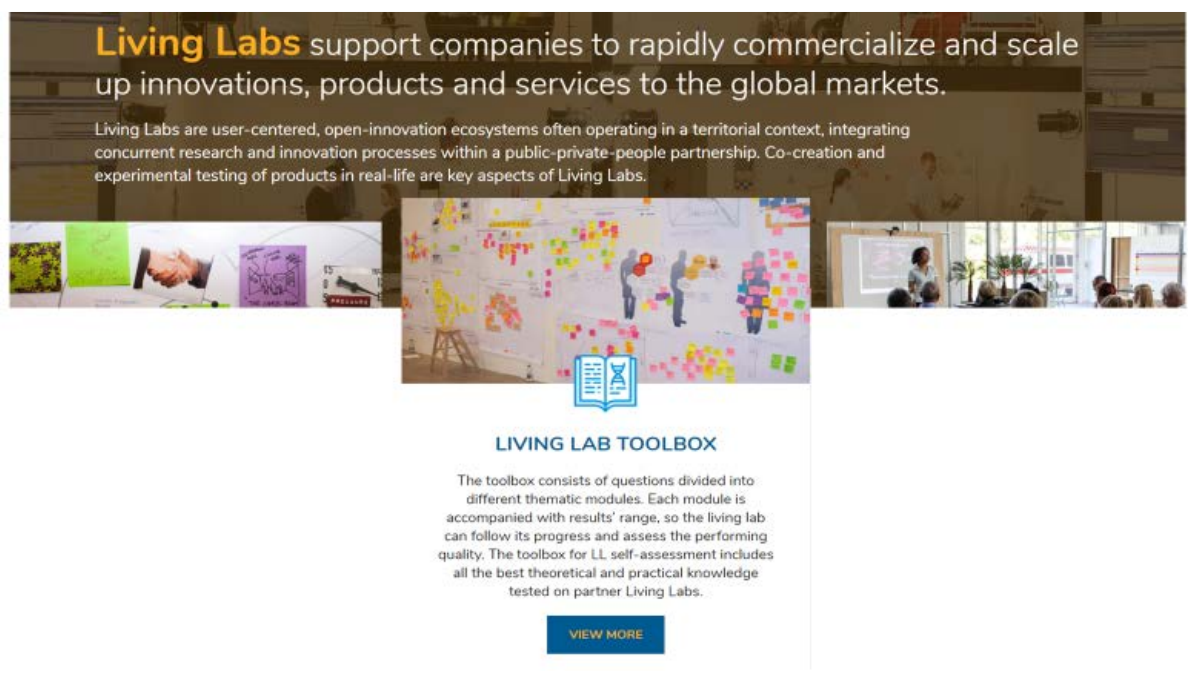 Living Labs support companies to rapidly commercialize and scale
up innovations, products and services to the global markets.
Living Labs are user-centered, open-innovation ecosystems often operating in a territorial context, integrating
concurrent research and innovation processes within a public-private-people partnership. Co-creation and
experimental testing of products in real-life are key aspects of Living Labs.
PRESSURE
LIVING LAB TOOLBOX
The toolbox consists of questions divided into
different thematic modules. Each module is
accompanied with results' range, so the living lab
can follow its progress and assess the performing
quality. The toolbox for LL self-assessment includes
all the best theoretical and practical knowledge
tested on partner Living Labs.
VIEW MORE